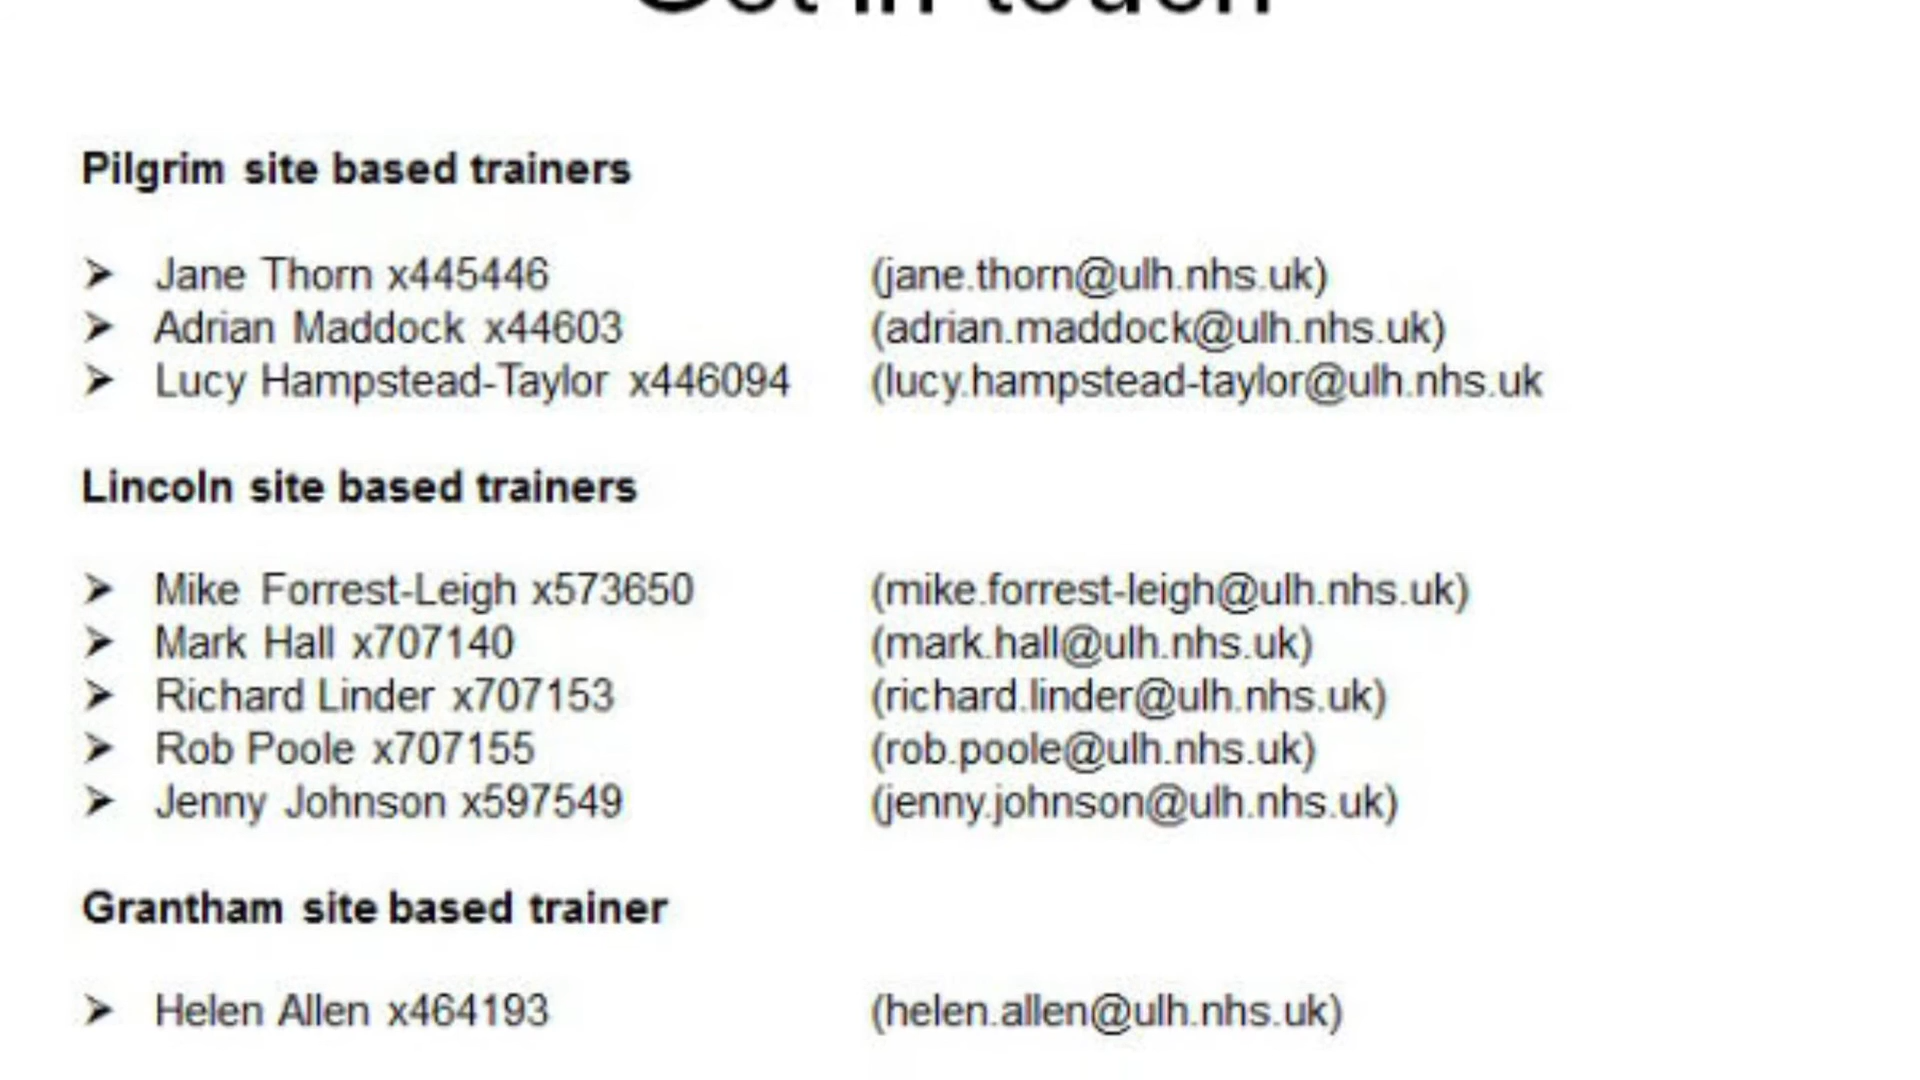 Get in touch
Pilgrim site based trainers
➤ Jane Thorn x445446 (jane.thorn@ulh.nhs.uk)
➤ Adrian Maddock x44603 (adrian.maddock@ulh.nhs.uk)
➤ Lucy Hampstead-Taylor x446094 (lucy.hampstead-taylor@ulh.nhs.uk
Lincoln site based trainers
➤ Mike Forrest-Leigh x573650 (mike.forrest-leigh@ulh.nhs.uk)
➤ Mark Hall x707140 (mark.hall@ulh.nhs.uk)
➤ Richard Linder x707153 (richard.linder@ulh.nhs.uk)
➤ Rob Poole x707155 (rob.poole@ulh.nhs.uk)
➤ Jenny Johnson x597549 (jenny.johnson@ulh.nhs.uk)
Grantham site based trainer
➤ Helen Allen x464193 (helen.allen@ulh.nhs.uk)